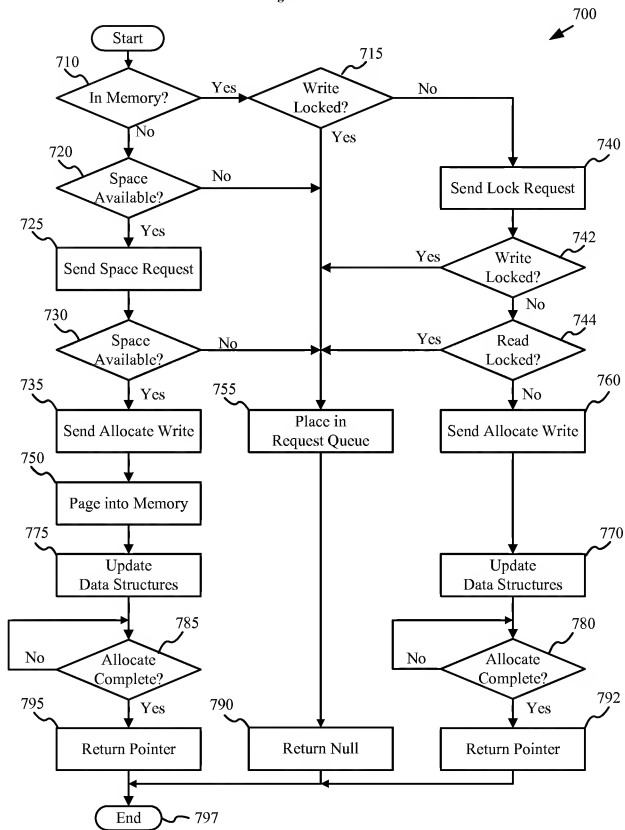 700
Start
710
715
In Memory?
Yes
Write
Locked?
No
No
Yes
720
740
Space
Available?
No
Send Lock Request
725
Yes
742
Send Space Request
Yes
Write
Locked?
730
No
744
Space
Available?
No
Yes
Read
Locked?
735
Yes
755
No
760
Send Allocate Write
Place in
Request Queue
Send Allocate Write
750
Page into Memory
775
770
Update
Data Structures
Update
Data Structures
785
780
No
Allocate
Complete?
No
Allocate
Complete?
795
Yes
790
Yes
792
Return Pointer
Return Null
Return Pointer
End
797